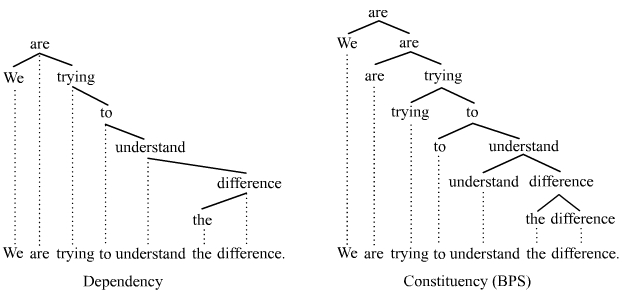 are
We trying
to
understand
difference
the
We are trying to understand the difference.
Dependency
are
We are
are trying
trying to
to understand
understand difference
the difference
We are trying to understand the difference.
Constituency (BPS)